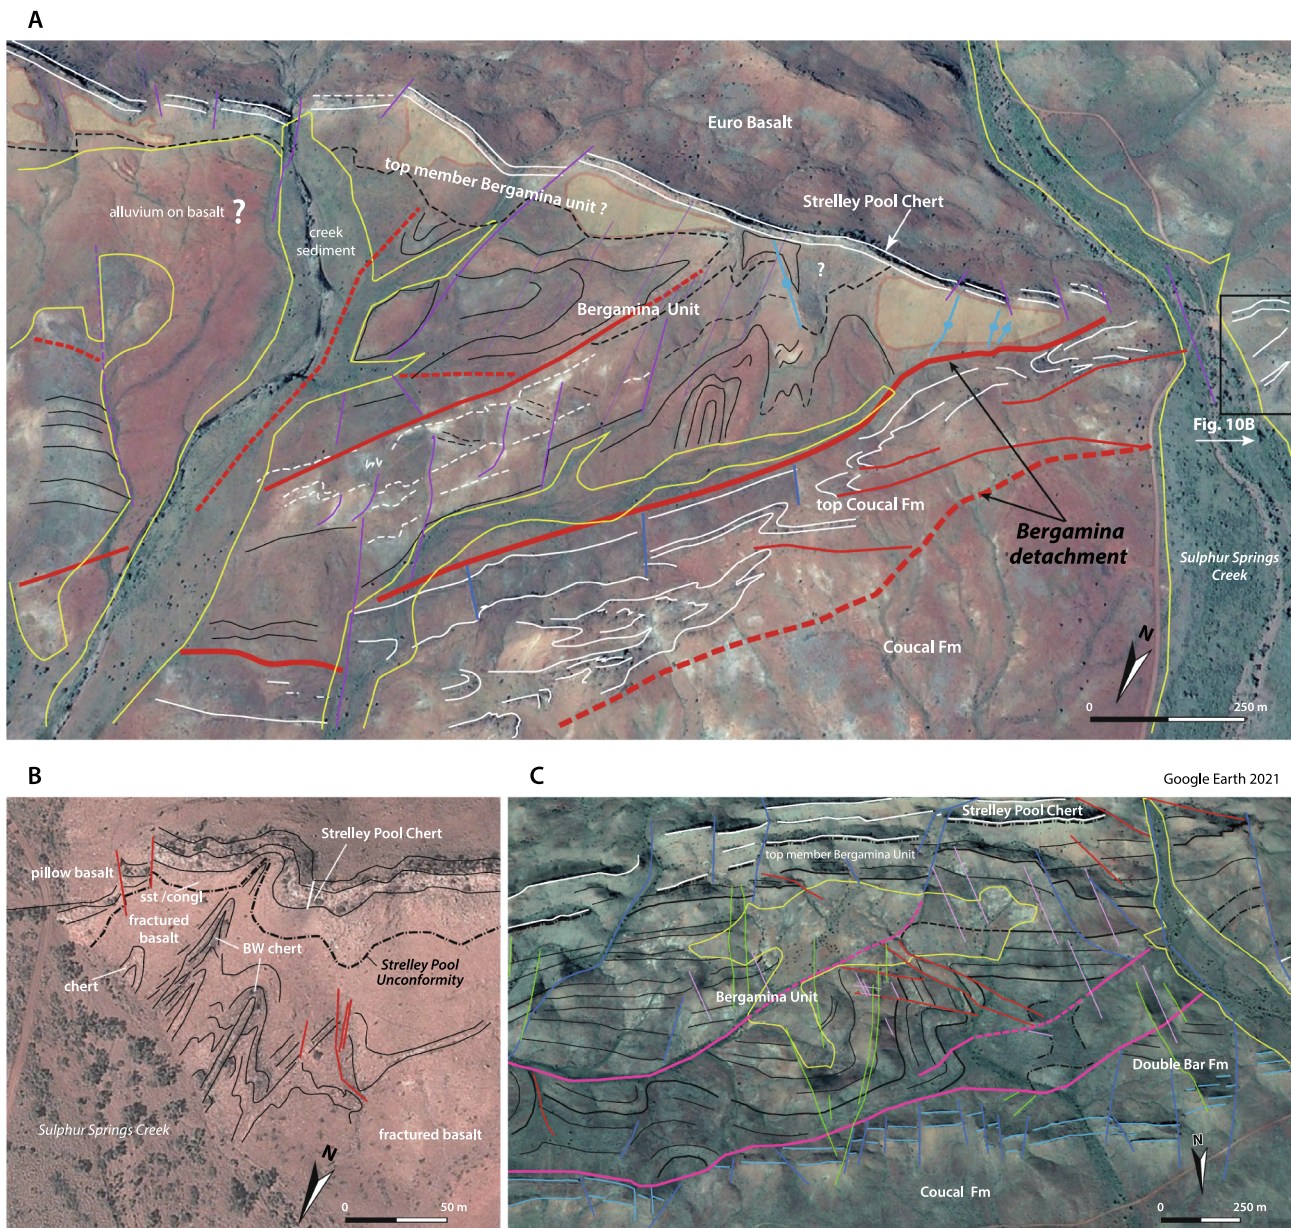 A
Euro Basalt
top member Bergamina unit ?
Strelley Pool Chert
alluvium on basalt ?
creek
sediment
?
Bergamina Unit
Fig. 10B
top Coucal Fm
Bergamina
detachment
Sulphur Springs
Creek
Coucal Fm
N
0 250 m
B
C
Google Earth 2021
Strelley Pool Chert
pillow basalt
sst /congl
fractured
basalt
BW chert
chert
Strelley Pool
Unconformity
Sulphur Springs Creek
fractured basalt
N
0 50 m
Strelley Pool Chert
top member Bergamina Unit
Bergamina Unit
Double Bar Fm
Coucal Fm
N
0 250 m